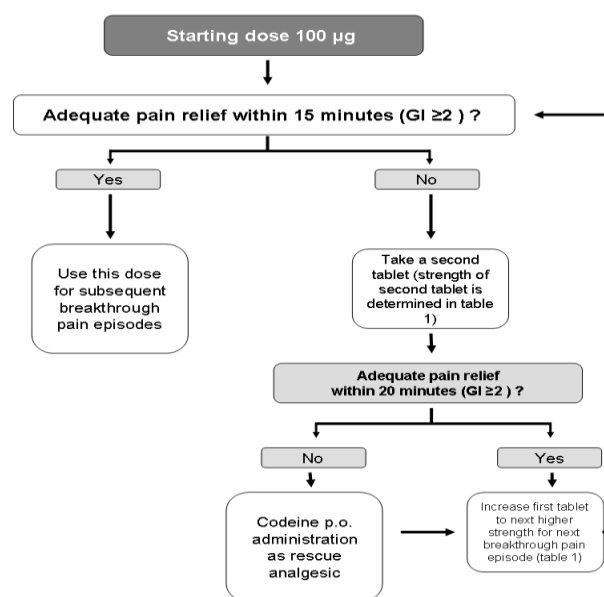 Starting dose 100 µg
Adequate pain relief within 15 minutes (GI ≥2 ) ?
Yes
No
Use this dose
for subsequent
breakthrough
pain episodes
Take a second
tablet (strength of
second tablet is
determined in table
1)
Adequate pain relief
within 20 minutes (GI ≥2 ) ?
No
Yes
Codeine p.o.
administration
as rescue
analgesic
Increase first tablet
to next higher
strength for next
breakthrough pain
episode (table 1)